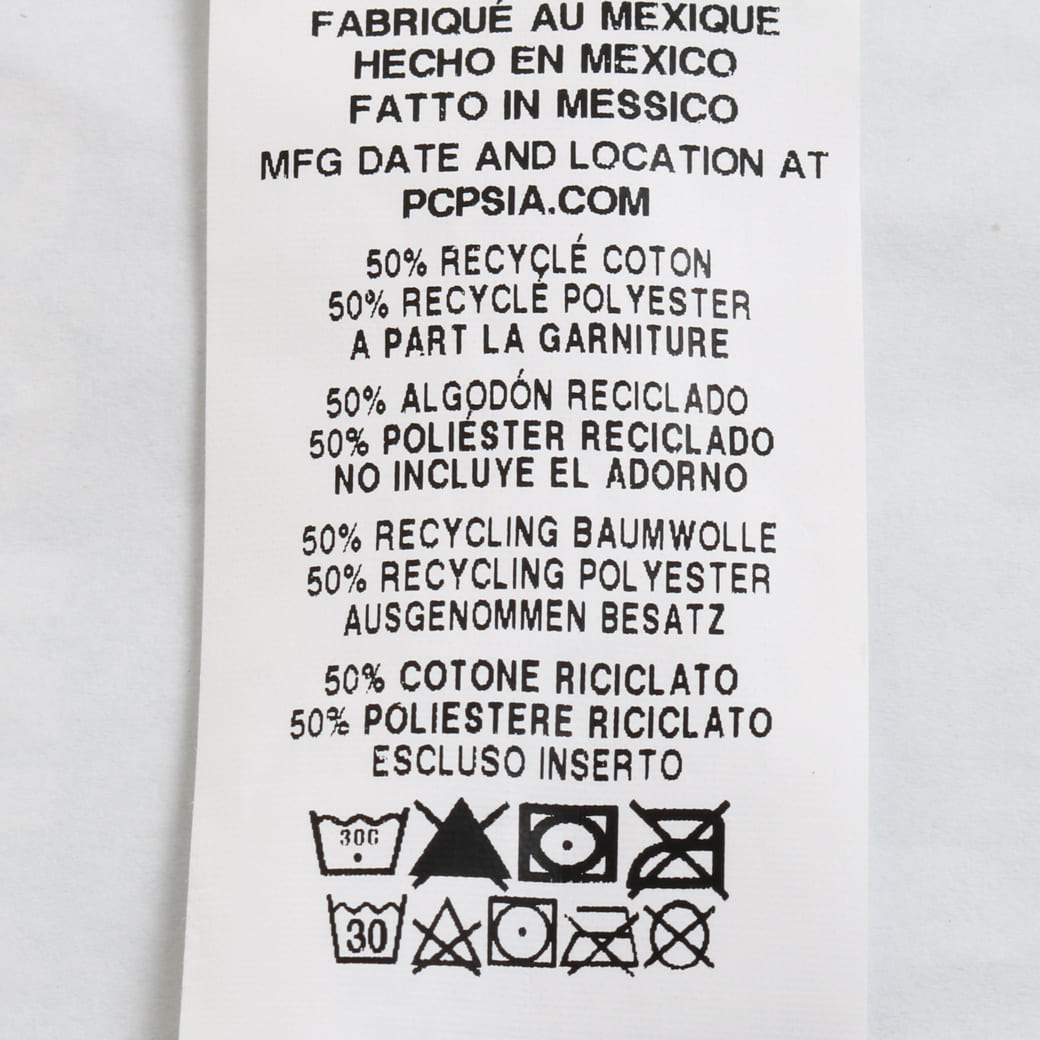 FABRIQUÉ AU MEXIQUE
HECHO EN MEXICO
FATTO IN MESSICO
MFG DATE AND LOCATION AT
PCPSIA.COM
50% RECYCLÉ COTON
50% RECYCLÉ POLYESTER
A PART LA GARNITURE
50% ALGODÓN RECICLADO
50% POLIÉSTER RECICLADO
NO INCLUYE EL ADORNO
50% RECYCLING BAUMWOLLE
50% RECYCLING POLYESTER
AUSGENOMMEN BESATZ
50% COTONE RICICLATO
50% POLIESTERE RICICLATO
ESCLUSO INSERTO
30C
30